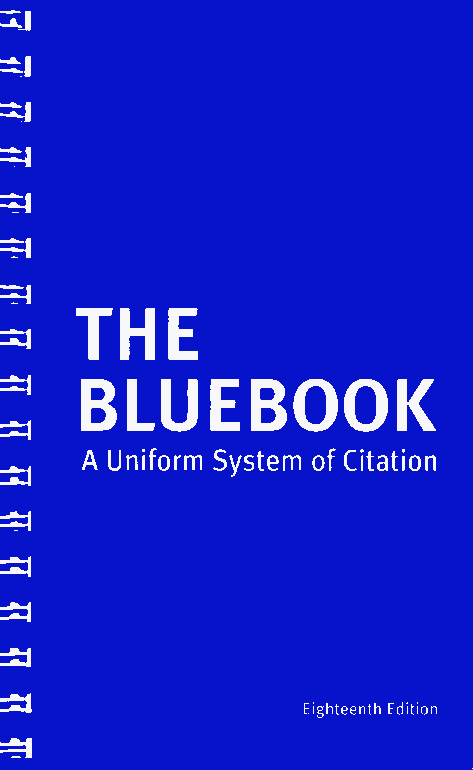 THE
BLUEBOOK
A Uniform System of Citation
Eighteenth Edition